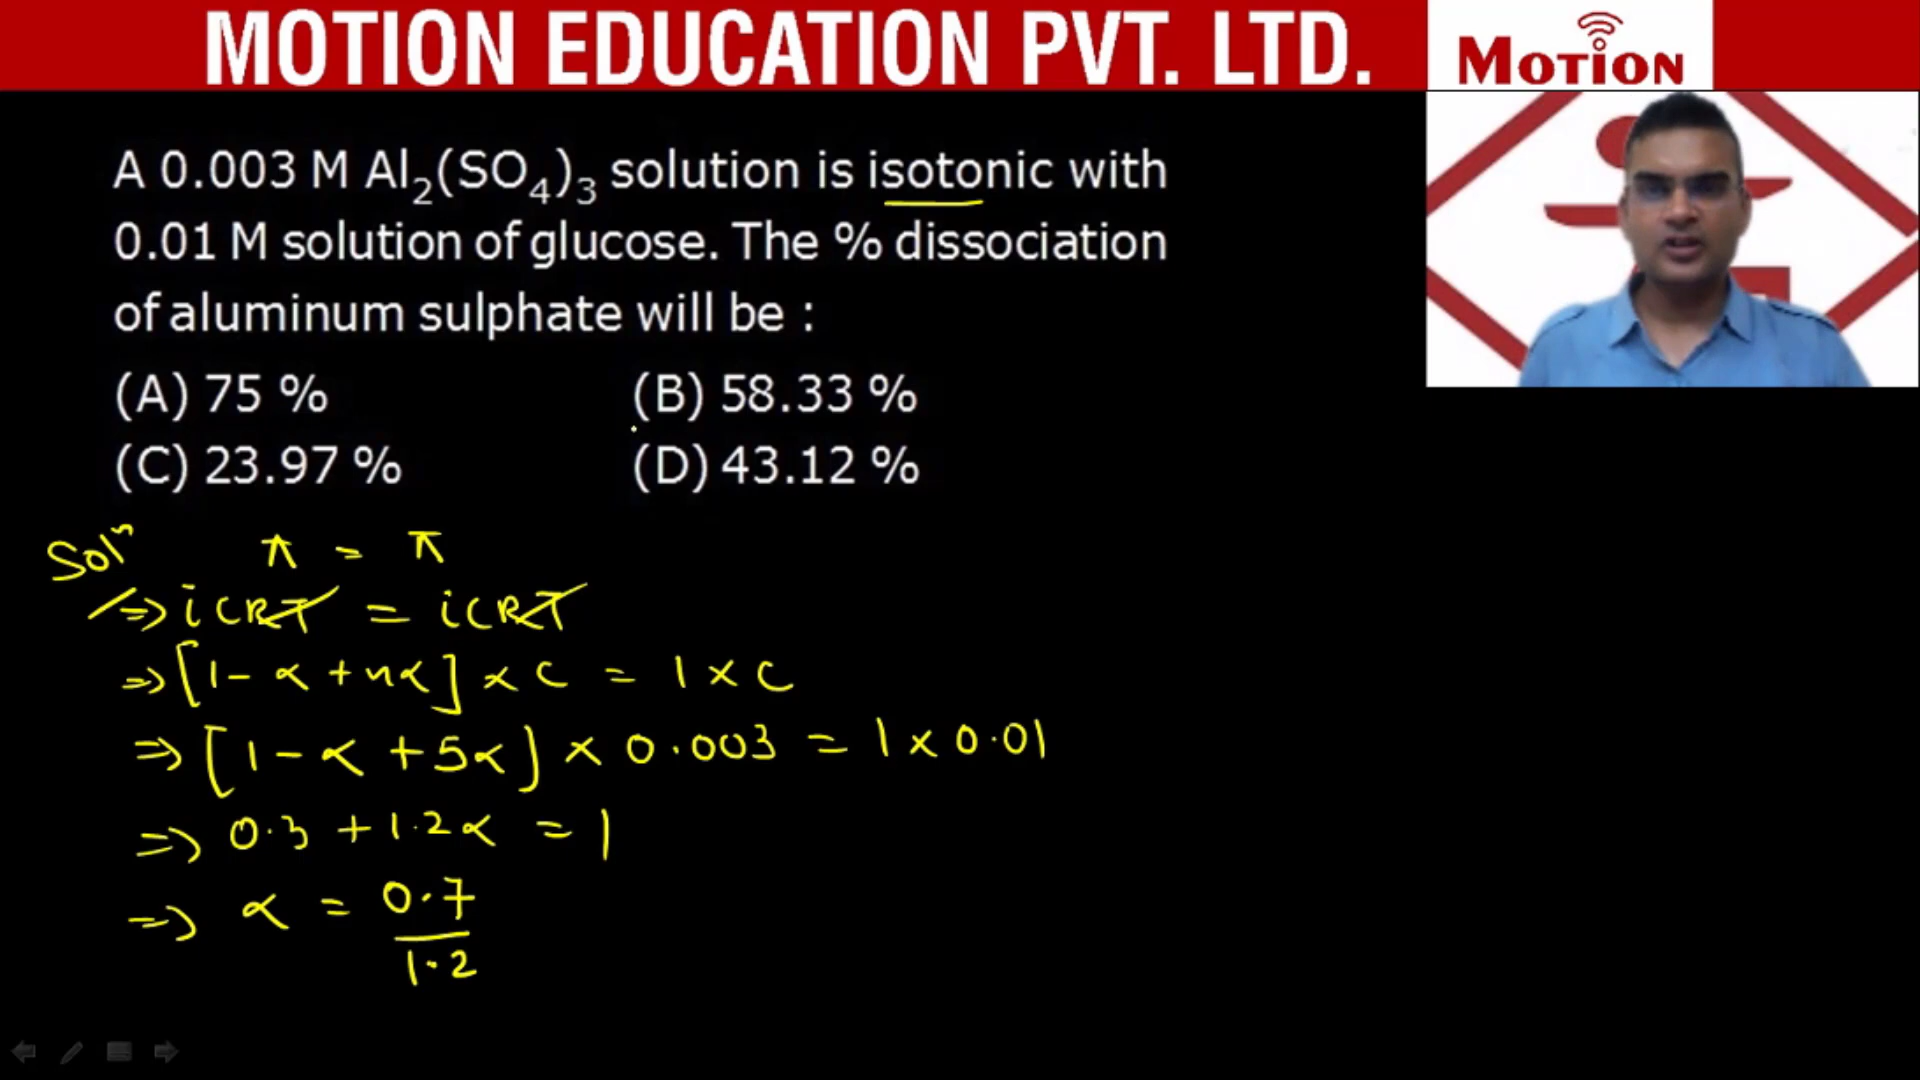 MOTION EDUCATION PVT. LTD.
MOTION
A 0.003 M Al₂(SO₄)₃ solution is isotonic with
0.01 M solution of glucose. The % dissociation
of aluminum sulphate will be :
(A) 75 % (B) 58.33 %
(C) 23.97 % (D) 43.12 %
Solⁿ π = π
⇒ iCRT = iCRT
⇒ [1 - α + nα] × C = 1 × C
⇒ [1 - α + 5α] × 0.003 = 1 × 0.01
⇒ 0.3 + 1.2α = 1
⇒ α = 0.7
1.2